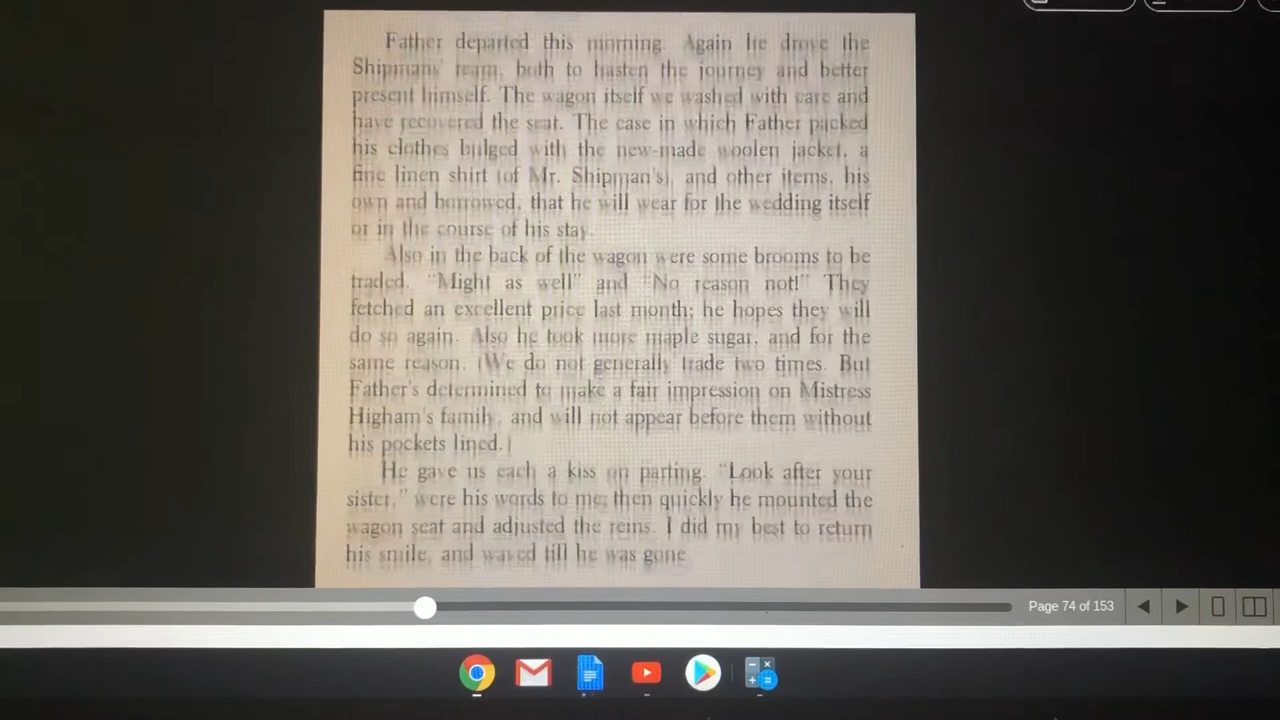 Father departed this morning. Again he drove the
Shipmans' team, both to hasten the journey and better
present himself. The wagon itself we washed with care and
have recovered the seat. The case in which Father packed
his clothes bulged with the new-made woolen jacket, a
fine linen shirt (of Mr. Shipman's), and other items, his
own and borrowed, that he will wear for the wedding itself
or in the course of his stay.
Also in the back of the wagon were some brooms to be
traded. "Might as well" and "No reason not!" They
fetched an excellent price last month; he hopes they will
do so again. Also he took more maple sugar, and for the
same reason. (We do not generally trade two times. But
Father's determined to make a fair impression on Mistress
Higham's family, and will not appear before them without
his pockets lined.)
He gave us each a kiss on parting. "Look after your
sister," were his words to me; then quickly he mounted the
wagon seat and adjusted the reins. I did my best to return
his smile, and waved till he was gone
Page 74 of 153